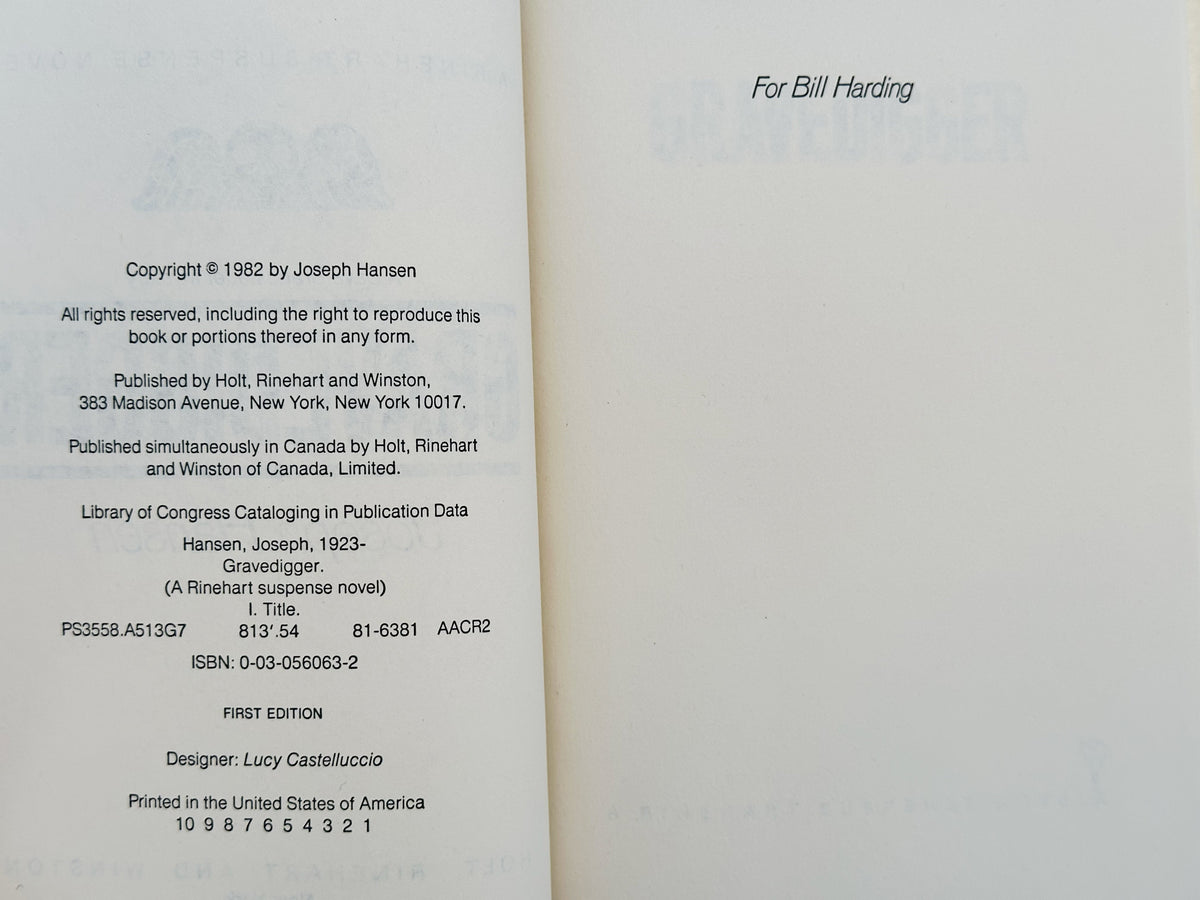 Copyright © 1982 by Joseph Hansen
All rights reserved, including the right to reproduce this
book or portions thereof in any form.
Published by Holt, Rinehart and Winston,
383 Madison Avenue, New York, New York 10017.
Published simultaneously in Canada by Holt, Rinehart
and Winston of Canada, Limited.
Library of Congress Cataloging in Publication Data
Hansen, Joseph, 1923-
Gravedigger.
(A Rinehart suspense novel)
I. Title.
PS3558.A513G7 813′.54 81-6381 AACR2
ISBN: 0-03-056063-2
FIRST EDITION
Designer: Lucy Castelluccio
Printed in the United States of America
10 9 8 7 6 5 4 3 2 1
For Bill Harding